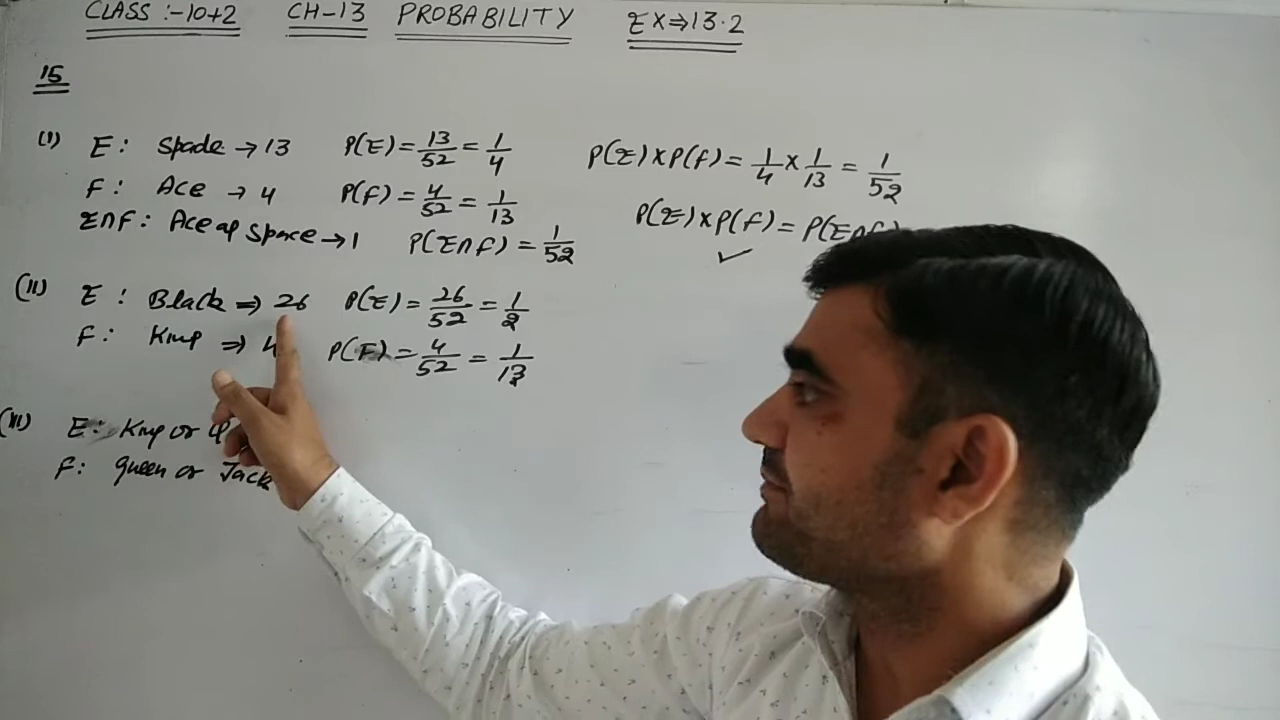 CLASS :- 10+2 CH-13 PROBABILITY EX⇒13.2
15
(I) E: Spade → 13 P(E) = 13/52 = 1/4 P(E)×P(F) = 1/4 × 1/13 = 1/52
F: Ace → 4 P(F) = 4/52 = 1/13 P(E)×P(F) = P(E∩F)
E∩F: Ace of Space → 1 P(E∩F) = 1/52 ✓
(II) E: Black ⇒ 26 P(E) = 26/52 = 1/2
F: King ⇒ 4 P(F) = 4/52 = 1/13
(III) E: King or
F: Queen or Jack